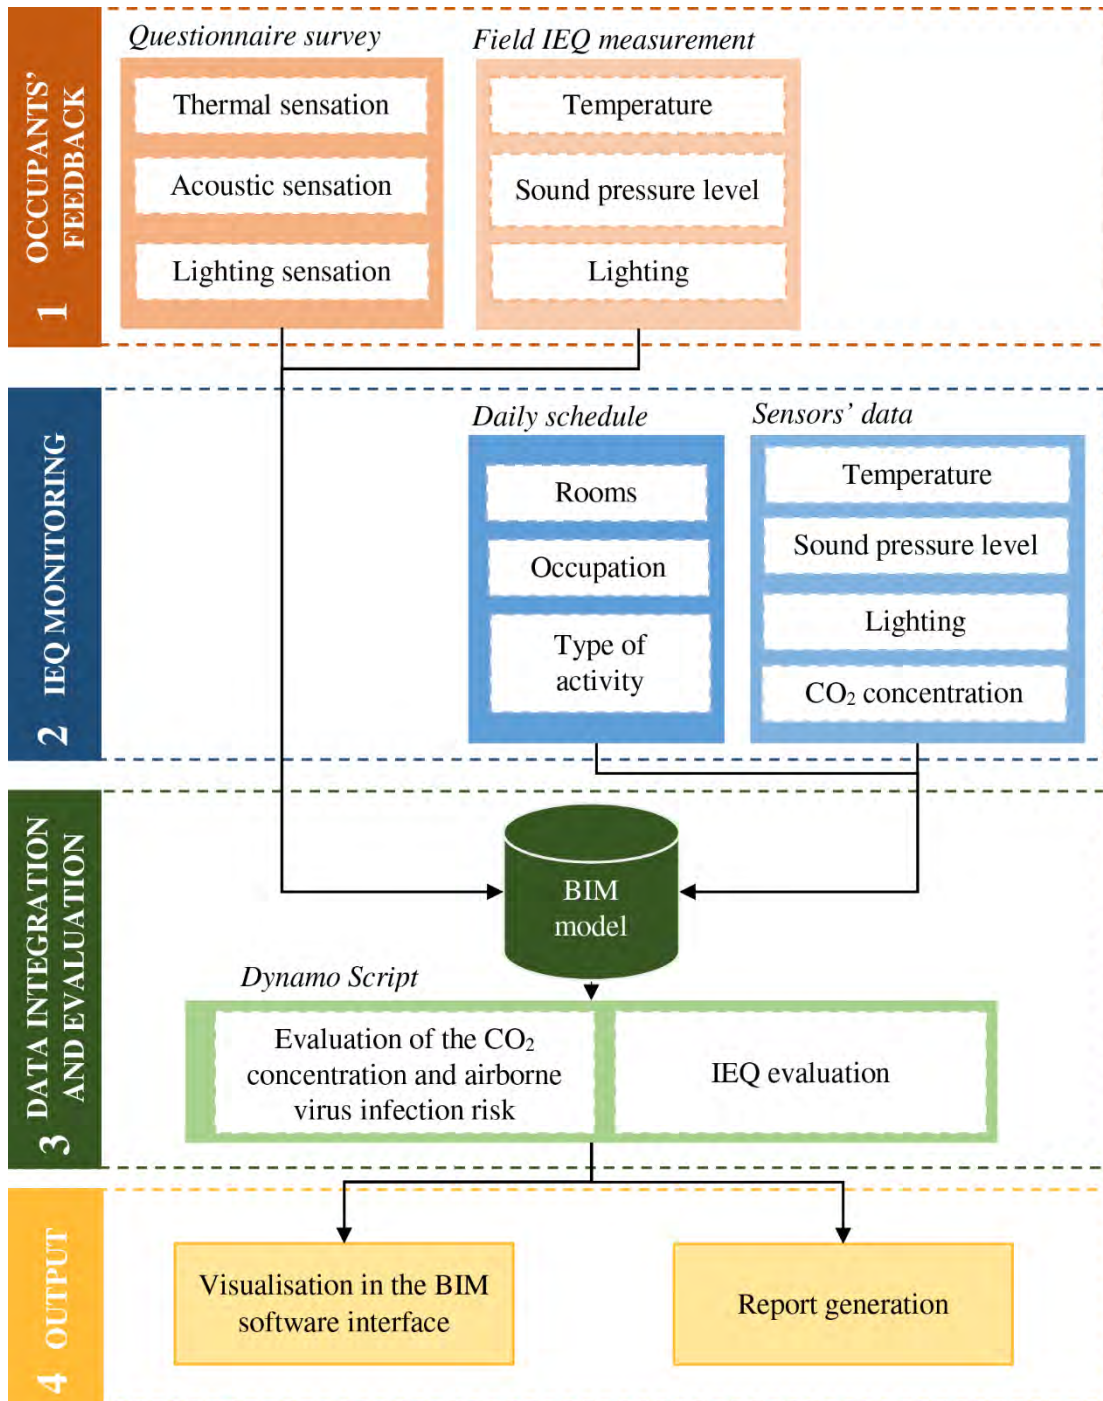 1 OCCUPANTS'
FEEDBACK
Questionnaire survey
Thermal sensation
Acoustic sensation
Lighting sensation
Field IEQ measurement
Temperature
Sound pressure level
Lighting
2 IEQ MONITORING
Daily schedule
Rooms
Occupation
Type of
activity
Sensors' data
Temperature
Sound pressure level
Lighting
CO₂ concentration
3 DATA INTEGRATION
AND EVALUATION
BIM
model
Dynamo Script
Evaluation of the CO₂
concentration and airborne
virus infection risk
IEQ evaluation
4 OUTPUT
Visualisation in the BIM
software interface
Report generation